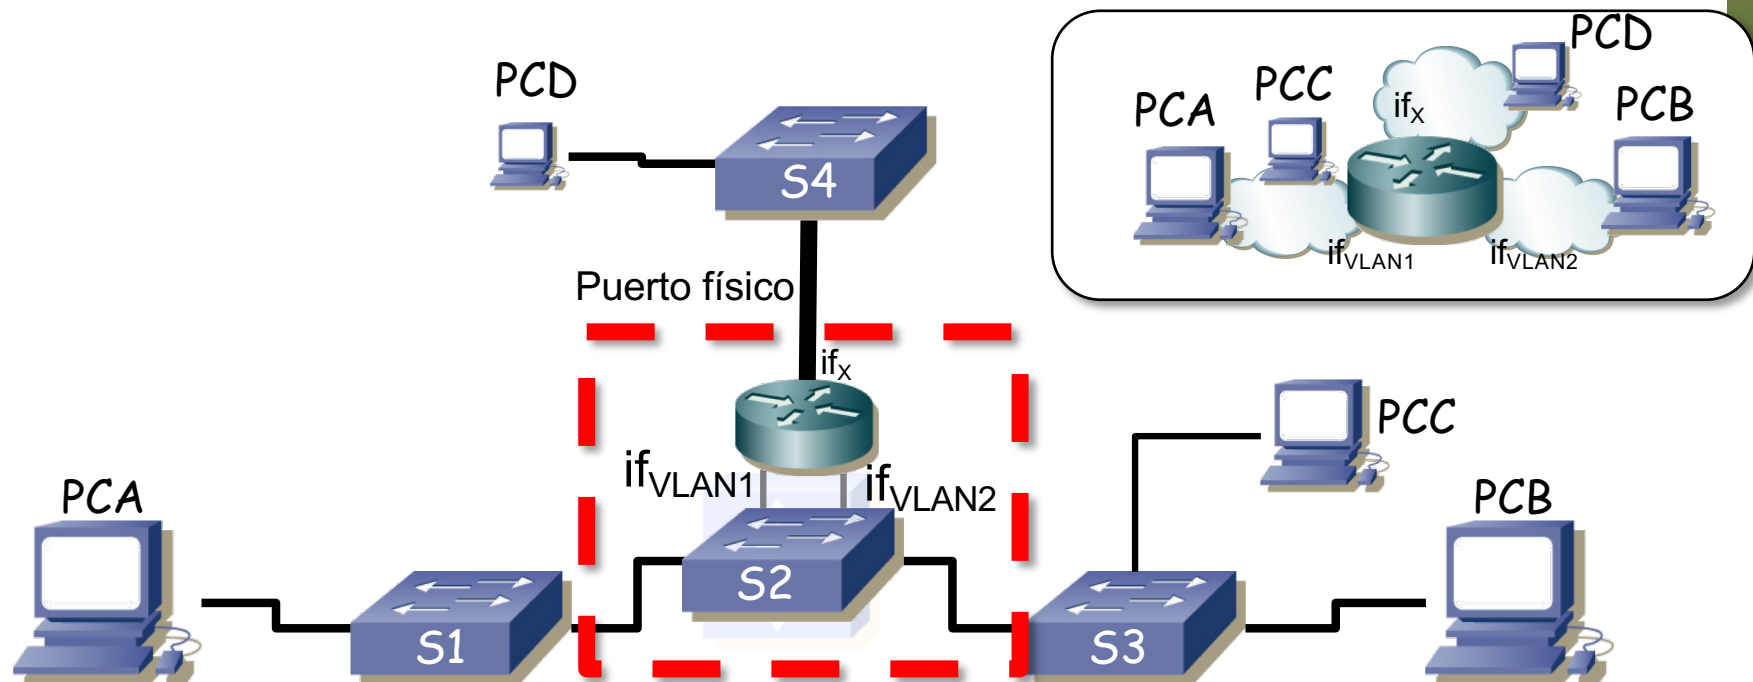 PCD
S4
Puerto físico
ifX
ifVLAN1
ifVLAN2
PCA
S1
S2
S3
PCC
PCB
PCA
PCC
PCD
PCB
ifX
ifVLAN1
ifVLAN2